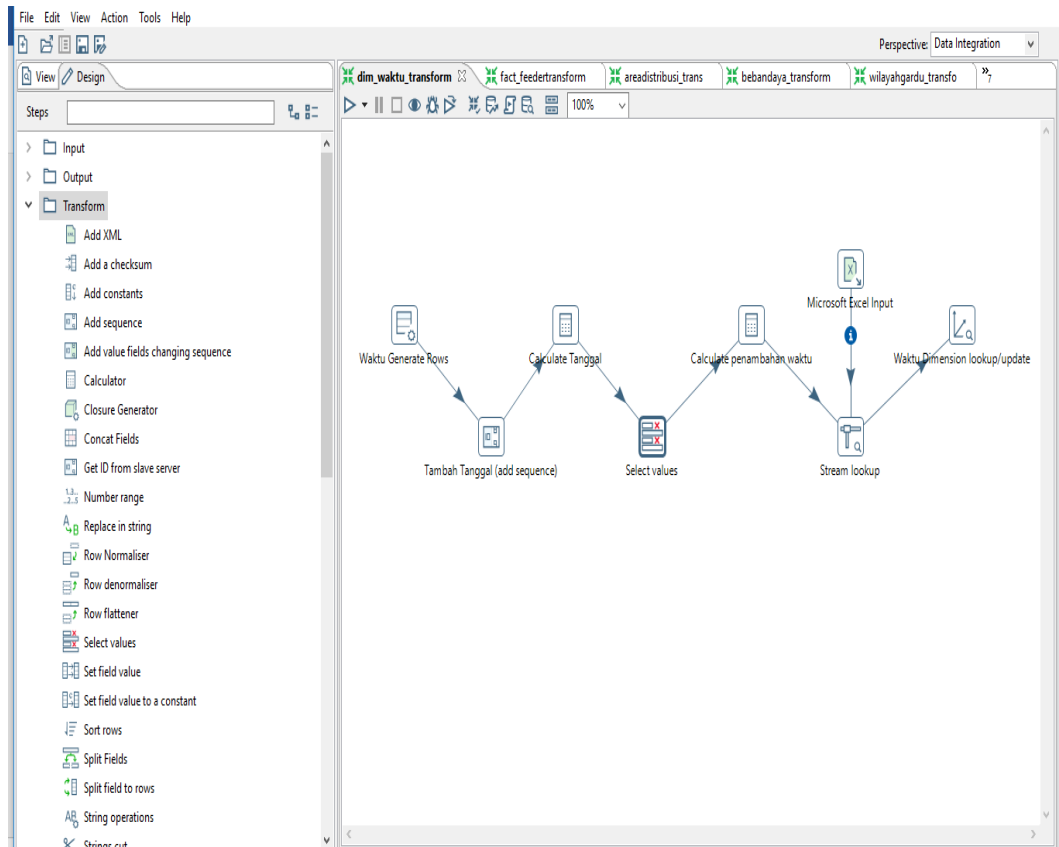 File Edit View Action Tools Help
Perspective: Data Integration
View Design
dim_waktu_transform fact_feedertransform areadistribusi_trans bebandaya_transform wilayahgardu_transfo »7
Steps
100%
Input
Output
Transform
Add XML
Add a checksum
Add constants
Add sequence
Add value fields changing sequence
Calculator
Closure Generator
Concat Fields
Get ID from slave server
Number range
Replace in string
Row Normaliser
Row denormaliser
Row flattener
Select values
Set field value
Set field value to a constant
Sort rows
Split Fields
Split field to rows
String operations
Strings cut
Microsoft Excel Input
Waktu Generate Rows
Calculate Tanggal
Calculate penambahan waktu
Waktu Dimension lookup/update
Tambah Tanggal (add sequence)
Select values
Stream lookup